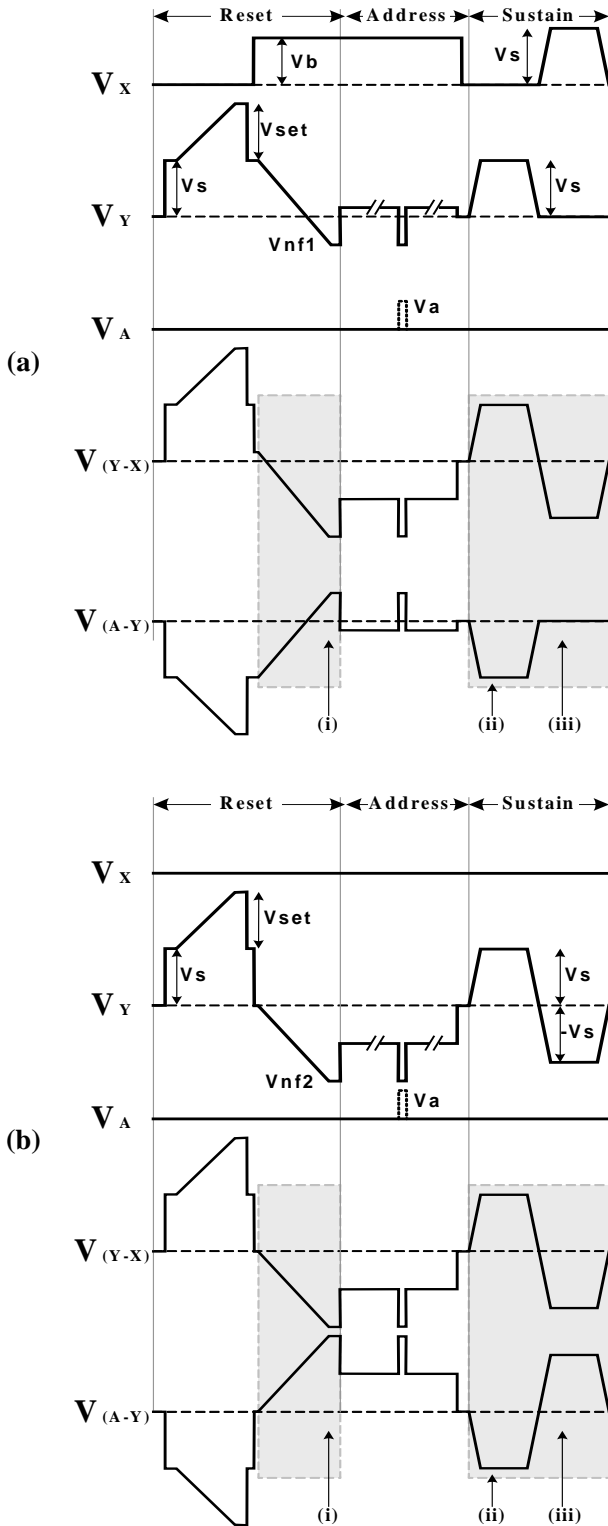 Reset Address Sustain
Vb
Vs
V X
Vset
Vs
Vs
V Y
Vnf1
Va
V A
(a)
V (Y-X)
V (A-Y)
(i) (ii) (iii)
Reset Address Sustain
V X
Vset
Vs
Vs
V Y
-Vs
Vnf2
Va
V A
(b)
V (Y-X)
V (A-Y)
(i) (ii) (iii)